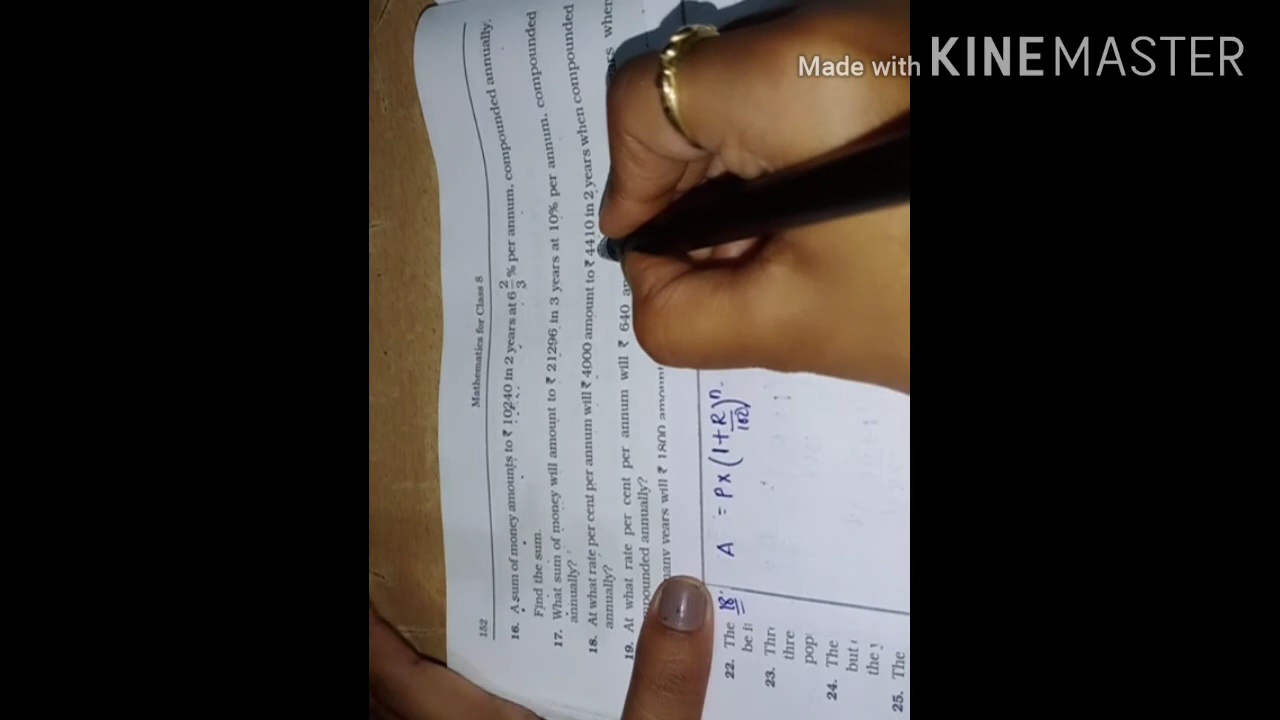 Made with KINEMASTER
152
Mathematics for Class 8
16. A sum of money amounts to ₹ 10240 in 2 years at 6 2/3 % per annum, compounded annually.
Find the sum.
17. What sum of money will amount to ₹ 21296 in 3 years at 10% per annum, compounded
annually?
18. At what rate per cent per annum will ₹ 4000 amount to ₹ 4410 in 2 years when compounded
annually?
19. At what rate per cent per annum will ₹ 640
annually?
years will ₹ 1800 amount
18. A = P x (1+R/100)^n
22. The
be
23.
thre
24. The
but
the
25. The